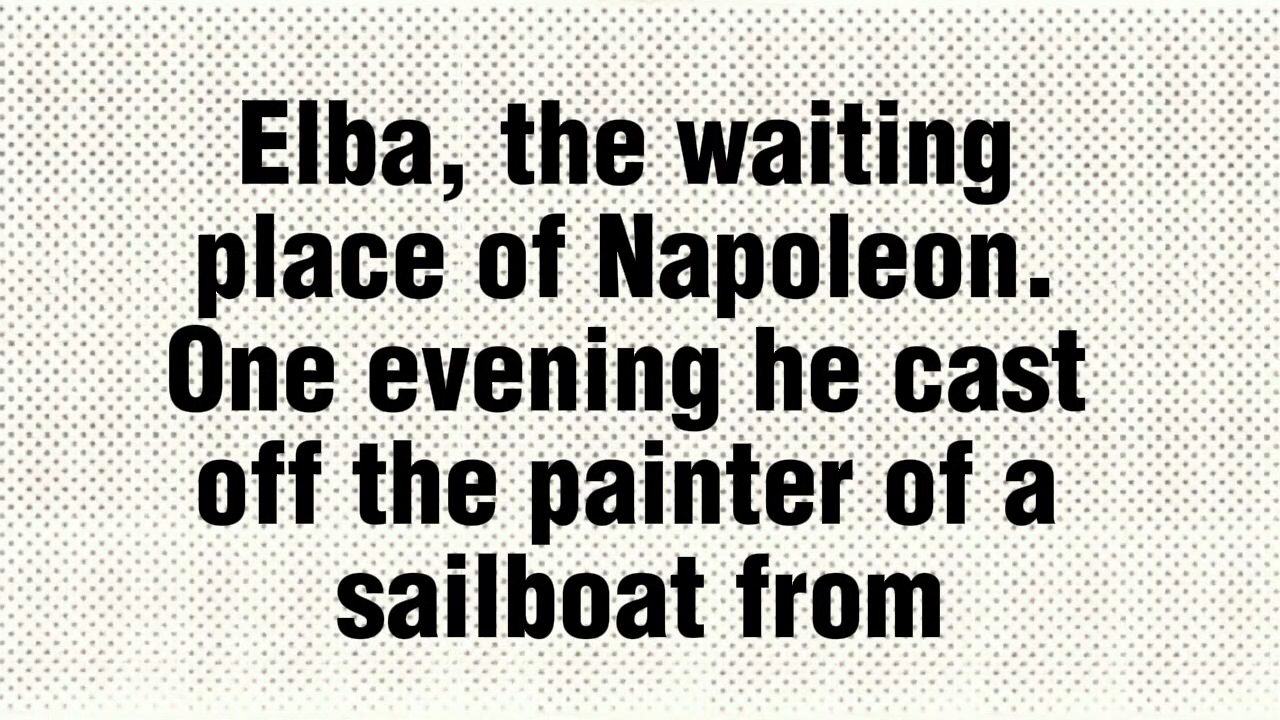 Elba, the waiting
place of Napoleon.
One evening he cast
off the painter of a
sailboat from